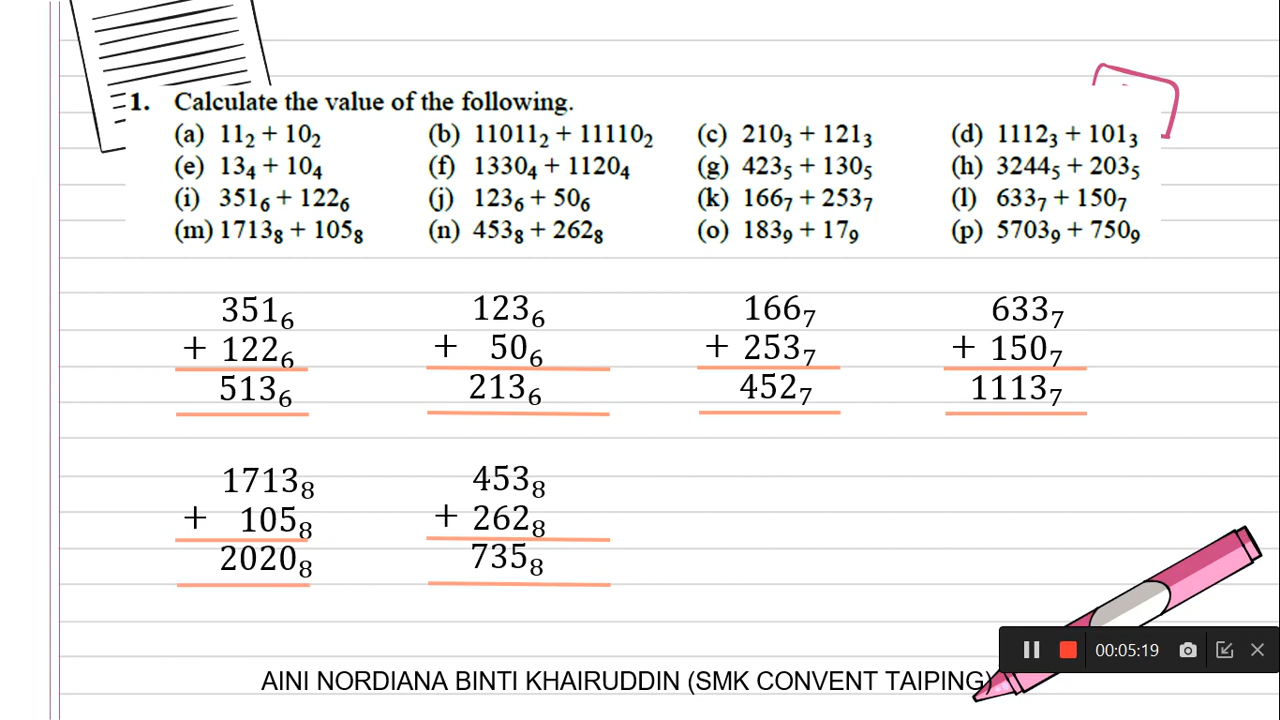 1. Calculate the value of the following.
(a) 11₂ + 10₂ (b) 11011₂ + 11110₂ (c) 210₃ + 121₃ (d) 1112₃ + 101₃
(e) 13₄ + 10₄ (f) 1330₄ + 1120₄ (g) 423₅ + 130₅ (h) 3244₅ + 203₅
(i) 351₆ + 122₆ (j) 123₆ + 50₆ (k) 166₇ + 253₇ (l) 633₇ + 150₇
(m) 1713₈ + 105₈ (n) 453₈ + 262₈ (o) 183₉ + 17₉ (p) 5703₉ + 750₉
351₆ 123₆ 166₇ 633₇
+ 122₆ + 50₆ + 253₇ + 150₇
513₆ 213₆ 452₇ 1113₇
1713₈ 453₈
+ 105₈ + 262₈
2020₈ 735₈
00:05:19
AINI NORDIANA BINTI KHAIRUDDIN (SMK CONVENT TAIPING)